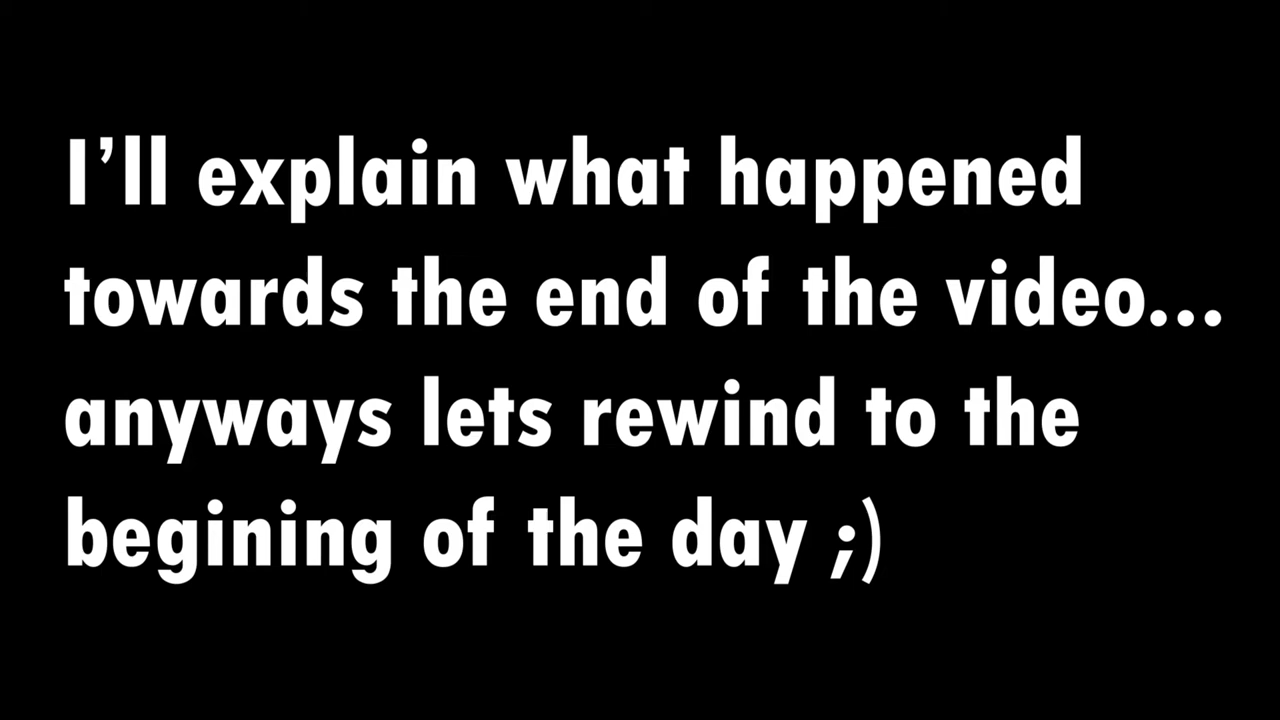 I’ll explain what happened
towards the end of the video...
anyways lets rewind to the
begining of the day ;)